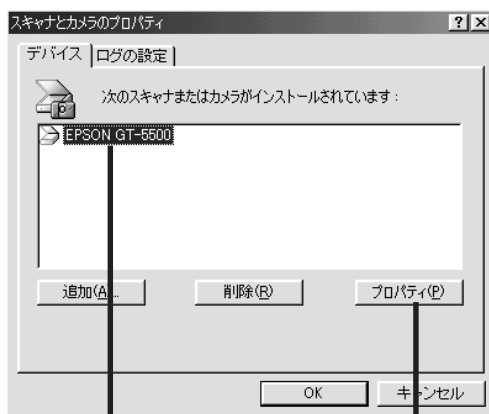 スキャナとカメラのプロパティ
デバイス ログの設定
次のスキャナまたはカメラがインストールされています :
EPSON GT-5500
追加(A)... 削除(R) プロパティ(P)
OK キャンセル